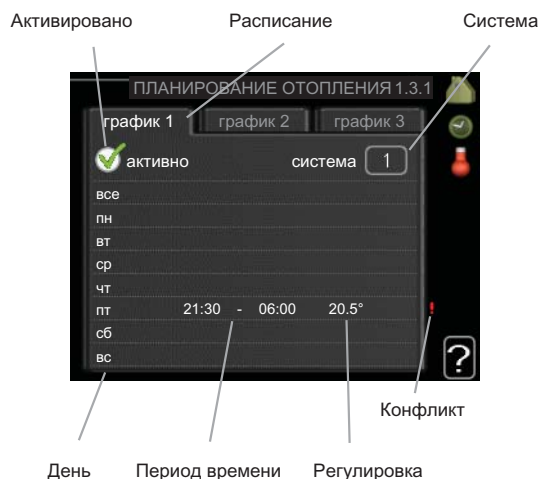 Активировано Расписание Система
ПЛАНИРОВАНИЕ ОТОПЛЕНИЯ 1.3.1
график 1 график 2 график 3
активно система 1
все
пн
вт
ср
чт
пт 21:30 - 06:00 20.5° !
сб
вс ?
Конфликт
День Период времени Регулировка